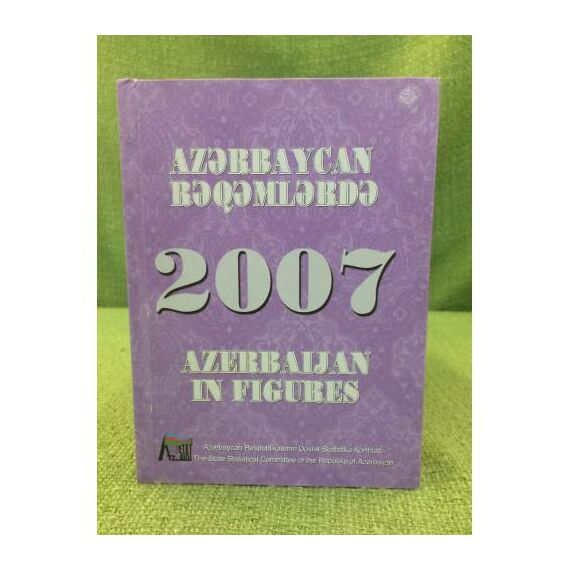 AZƏRBAYCAN
RƏQƏMLƏRDƏ
2007
AZERBAIJAN
IN FIGURES
Azərbaycan Respublikasının Dövlət Statistika Komitəsi
The State Statistical Committee of the Republic of Azerbaijan